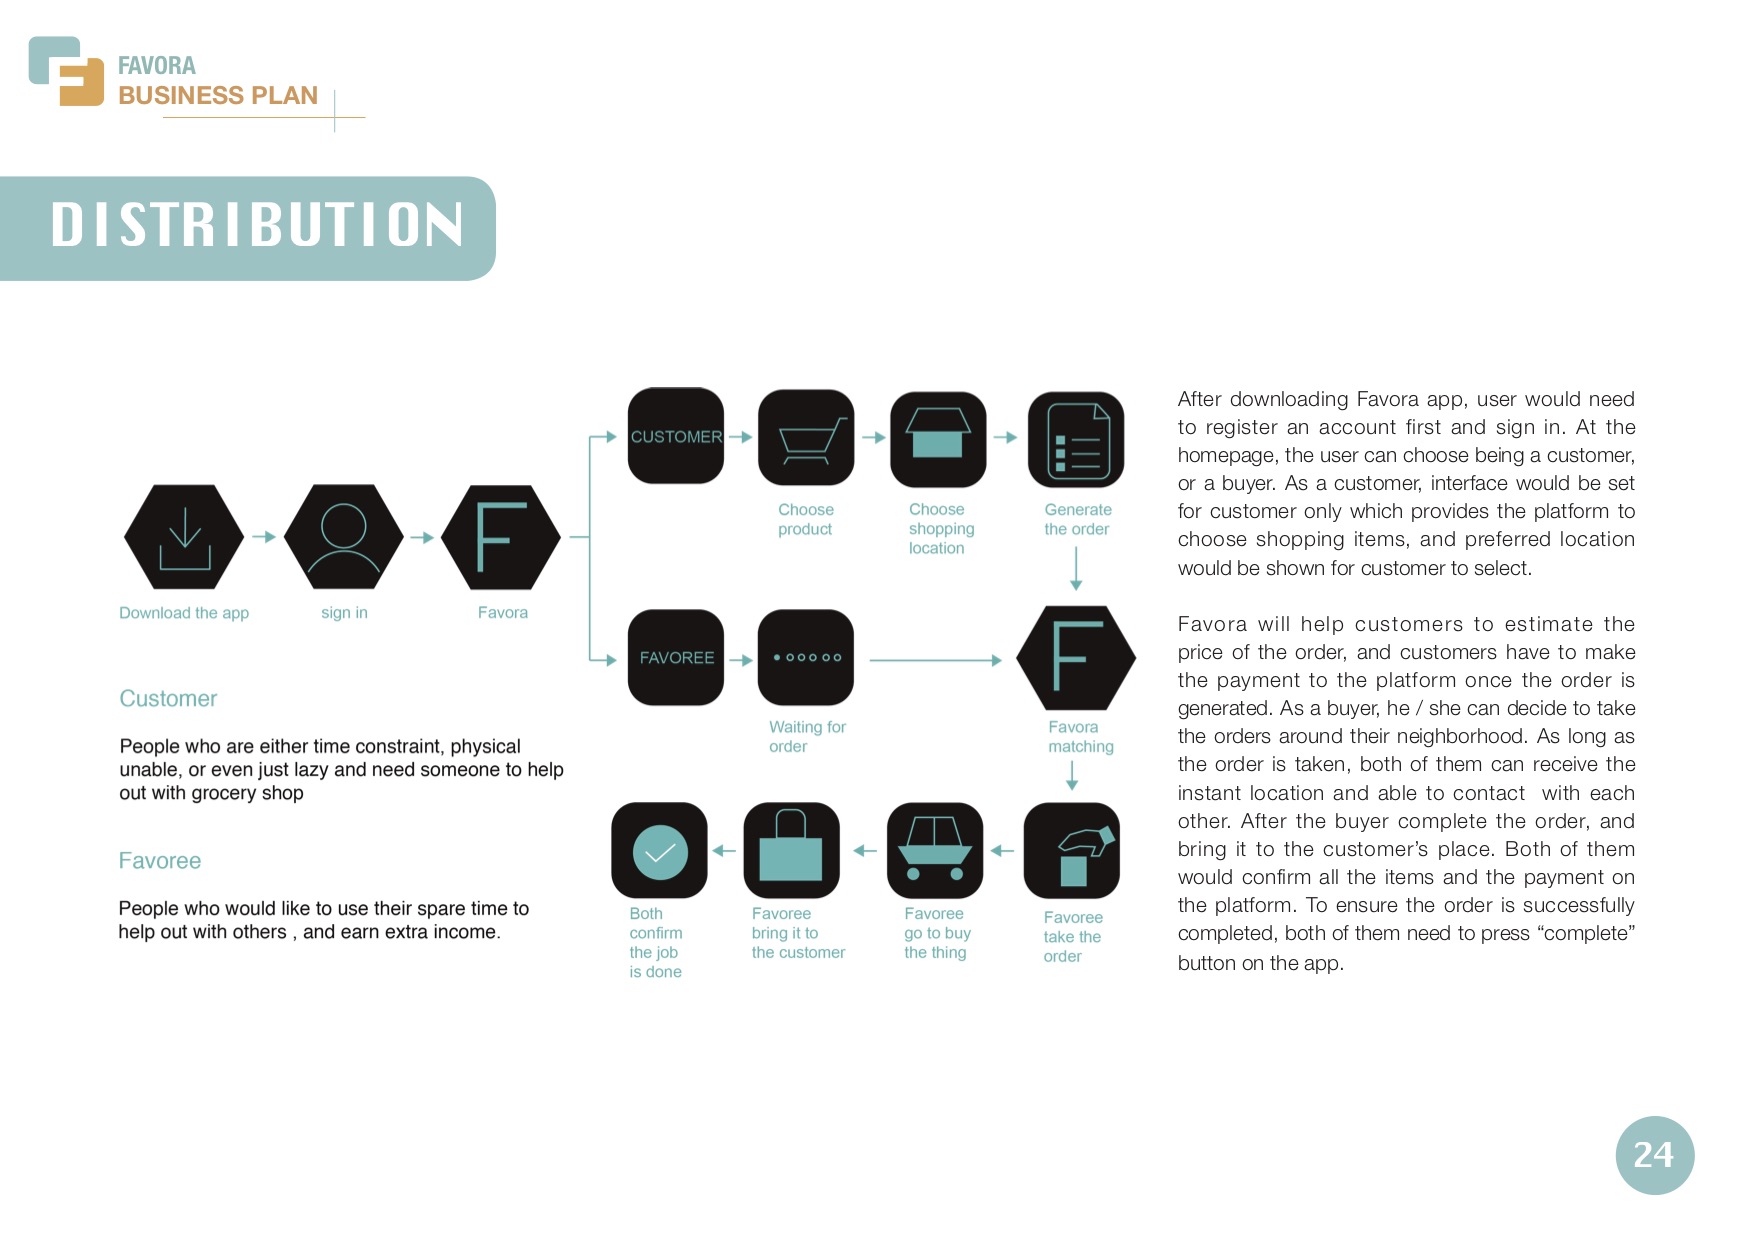 FAVORA
BUSINESS PLAN
DISTRIBUTION
Download the app
sign in
Favora
CUSTOMER
Choose
product
Choose
shopping
location
Generate
the order
FAVOREE
Waiting for
order
Favora
matching
Favoree
take the
order
Favoree
go to buy
the thing
Favoree
bring it to
the customer
Both
confirm
the job
is done
Customer
People who are either time constraint, physical
unable, or even just lazy and need someone to help
out with grocery shop
Favoree
People who would like to use their spare time to
help out with others , and earn extra income.
After downloading Favora app, user would need
to register an account first and sign in. At the
homepage, the user can choose being a customer,
or a buyer. As a customer, interface would be set
for customer only which provides the platform to
choose shopping items, and preferred location
would be shown for customer to select.
Favora will help customers to estimate the
price of the order, and customers have to make
the payment to the platform once the order is
generated. As a buyer, he / she can decide to take
the orders around their neighborhood. As long as
the order is taken, both of them can receive the
instant location and able to contact  with each
other. After the buyer complete the order, and
bring it to the customer’s place. Both of them
would confirm all the items and the payment on
the platform. To ensure the order is successfully
completed, both of them need to press “complete”
button on the app.
24